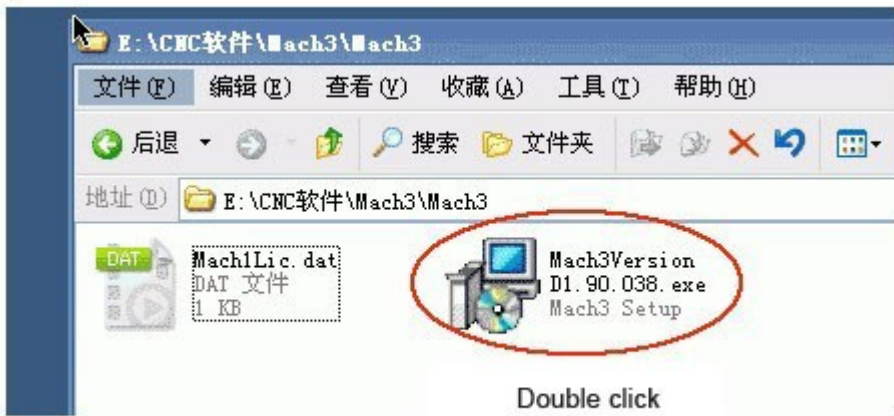 E:\CNC软件\Mach3\Mach3
文件(F) 编辑(E) 查看(V) 收藏(A) 工具(T) 帮助(H)
后退 搜索 文件夹
地址(D) E:\CNC软件\Mach3\Mach3
DAT
Mach1Lic.dat
DAT 文件
1 KB
Mach3Version
D1.90.038.exe
Mach3 Setup
Double click